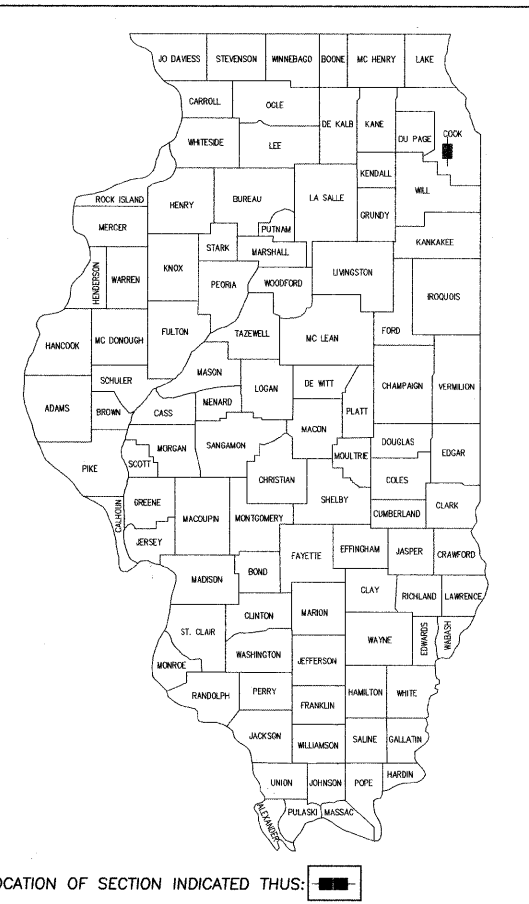 JO DAVIESS STEVENSON WINNEBAGO BOONE MC HENRY LAKE
CARROLL OGLE
DE KALB KANE COOK
DU PAGE
WHITESIDE LEE
KENDALL WILL
ROCK ISLAND HENRY BUREAU LA SALLE
GRUNDY
MERCER PUTNAM
STARK MARSHALL KANKAKEE
HENDERSON WARREN KNOX PEORIA WOODFORD LIVINGSTON
IROQUOIS
HANCOOK MC DONOUGH FULTON TAZEWELL MC LEAN FORD
MASON
SCHULER LOGAN DE WITT CHAMPAIGN VERMILION
ADAMS BROWN CASS MENARD PLATT
MACON
MORGAN SANGAMON DOUGLAS
PIKE SCOTT MOULTRIE EDGAR
CHRISTIAN COLES
GREENE SHELBY
CALHOUN MACOUPIN MONTGOMERY CUMBERLAND CLARK
JERSEY FAYETTE EFFINGHAM JASPER CRAWFORD
MADISON BOND
CLAY RICHLAND LAWRENCE
CLINTON MARION
ST. CLAIR WAYNE EDWARDS WABASH
WASHINGTON JEFFERSON
MONROE
RANDOLPH PERRY HAMILTON WHITE
FRANKLIN
JACKSON WILLIAMSON SALINE GALLATIN
UNION JOHNSON POPE HARDIN
ALEXANDER PULASKI MASSAC
OCATION OF SECTION INDICATED THUS: